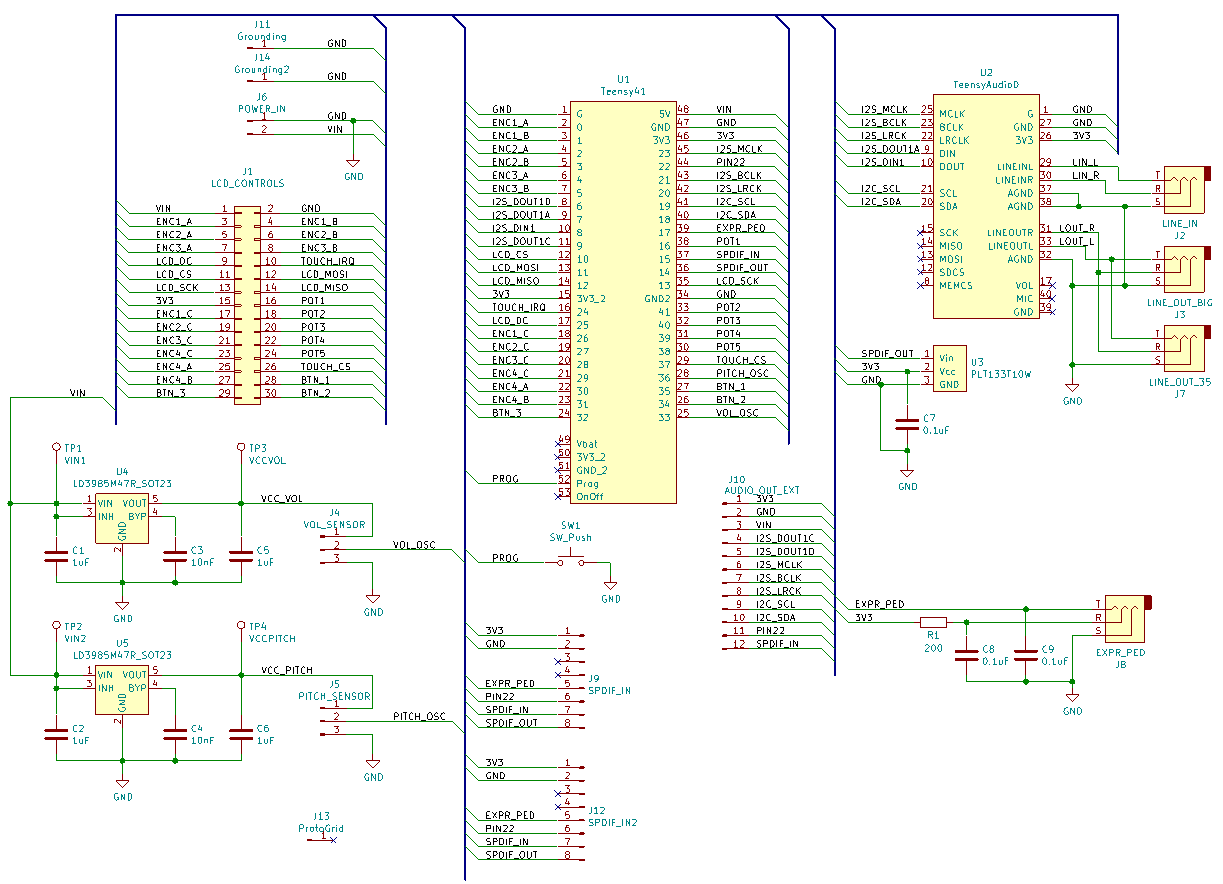 J11
Grounding
1 GND
J14
Grounding2
1 GND
J6
POWER_IN
1 GND
2 VIN
GND
J1
LCD_CONTROLS
VIN 1 2 GND
ENC1_A 3 4 ENC1_B
ENC2_A 5 6 ENC2_B
ENC3_A 7 8 ENC3_B
LCD_DC 9 10 TOUCH_IRQ
LCD_CS 11 12 LCD_MOSI
LCD_SCK 13 14 LCD_MISO
3V3 15 16 POT1
ENC1_C 17 18 POT2
ENC2_C 19 20 POT3
ENC3_C 21 22 POT4
ENC4_C 23 24 POT5
ENC4_A 25 26 TOUCH_CS
ENC4_B 27 28 BTN_1
BTN_3 29 30 BTN_2
VIN
U1
Teensy41
GND 1 G 5V 48 VIN
ENC1_A 2 0 GND 47 GND
ENC1_B 3 1 3V3 46 3V3
ENC2_A 4 2 23 45 I2S_MCLK
ENC2_B 5 3 22 44 PIN22
ENC3_A 6 4 21 43 I2S_BCLK
ENC3_B 7 5 20 42 I2S_LRCK
I2S_DOUT1D 8 6 19 41 I2C_SCL
I2S_DOUT1A 9 7 18 40 I2C_SDA
I2S_DIN1 10 8 17 39 EXPR_PED
I2S_DOUT1C 11 9 16 38 POT1
LCD_CS 12 10 15 37 SPDIF_IN
LCD_MOSI 13 11 14 36 SPDIF_OUT
LCD_MISO 14 12 13 35 LCD_SCK
3V3 15 3V3_2 GND2 34 GND
TOUCH_IRQ 16 24 41 33 POT2
LCD_DC 17 25 40 32 POT3
ENC1_C 18 26 39 31 POT4
ENC2_C 19 27 38 30 POT5
ENC3_C 20 28 37 29 TOUCH_CS
ENC4_C 21 29 36 28 PITCH_OSC
ENC4_A 22 30 35 27 BTN_1
ENC4_B 23 31 34 26 BTN_2
BTN_3 24 32 33 25 VOL_OSC
49 Vbat
50 3V3_2
51 GND_2
PROG 52 Prog
53 OnOff
U2
TeensyAudioD
I2S_MCLK 25 MCLK G 1 GND
I2S_BCLK 23 BCLK GND 27 GND
I2S_LRCK 22 LRCLK 3V3 26 3V3
I2S_DOUT1A 9 DIN
I2S_DIN1 10 DOUT LINEINL 29 LIN_L
LINEINR 30 LIN_R
I2C_SCL 21 SCL AGND 37
I2C_SDA 20 SDA AGND 38
15 SCK LINEOUTR 31 LOUT_R
14 MISO LINEOUTL 33 LOUT_L
13 MOSI AGND 32
12 SDCS
8 MEMCS VOL 17
MIC 40
GND 39
T
R
S
LINE_IN
J2
T
R
S
LINE_OUT_BIG
J3
T
R
S
LINE_OUT_35
J7
GND
SPDIF_OUT 1 Vin
3V3 2 Vcc
GND 3 GND
U3
PLT133T10W
C7
0.1uF
GND
TP1
VIN1
TP3
VCCVOL
U4
LD3985M47R_SOT23
1 VIN VOUT 5 VCC_VOL
3 INH BYP 4
GND
2
C1
1uF
C3
10nF
C5
1uF
GND
J4
VOL_SENSOR
1
2 VOL_OSC
3
GND
TP2
VIN2
TP4
VCCPITCH
U5
LD3985M47R_SOT23
1 VIN VOUT 5 VCC_PITCH
3 INH BYP 4
GND
2
C2
1uF
C4
10nF
C6
1uF
GND
J5
PITCH_SENSOR
1
2 PITCH_OSC
3
GND
J13
ProtoGrid
1
SW1
SW_Push
PROG
GND
3V3 1
GND 2
3
4
EXPR_PED 5
PIN22 6
SPDIF_IN 7
SPDIF_OUT 8
J9
SPDIF_IN
3V3 1
GND 2
3
4
EXPR_PED 5
PIN22 6
SPDIF_IN 7
SPDIF_OUT 8
J12
SPDIF_IN2
J10
AUDIO_OUT_EXT
1 3V3
2 GND
3 VIN
4 I2S_DOUT1C
5 I2S_DOUT1D
6 I2S_MCLK
7 I2S_BCLK
8 I2S_LRCK
9 I2C_SCL
10 I2C_SDA
11 PIN22
12 SPDIF_IN
EXPR_PED
3V3
R1
200
C8
0.1uF
C9
0.1uF
T
R
S
EXPR_PED
J8
GND